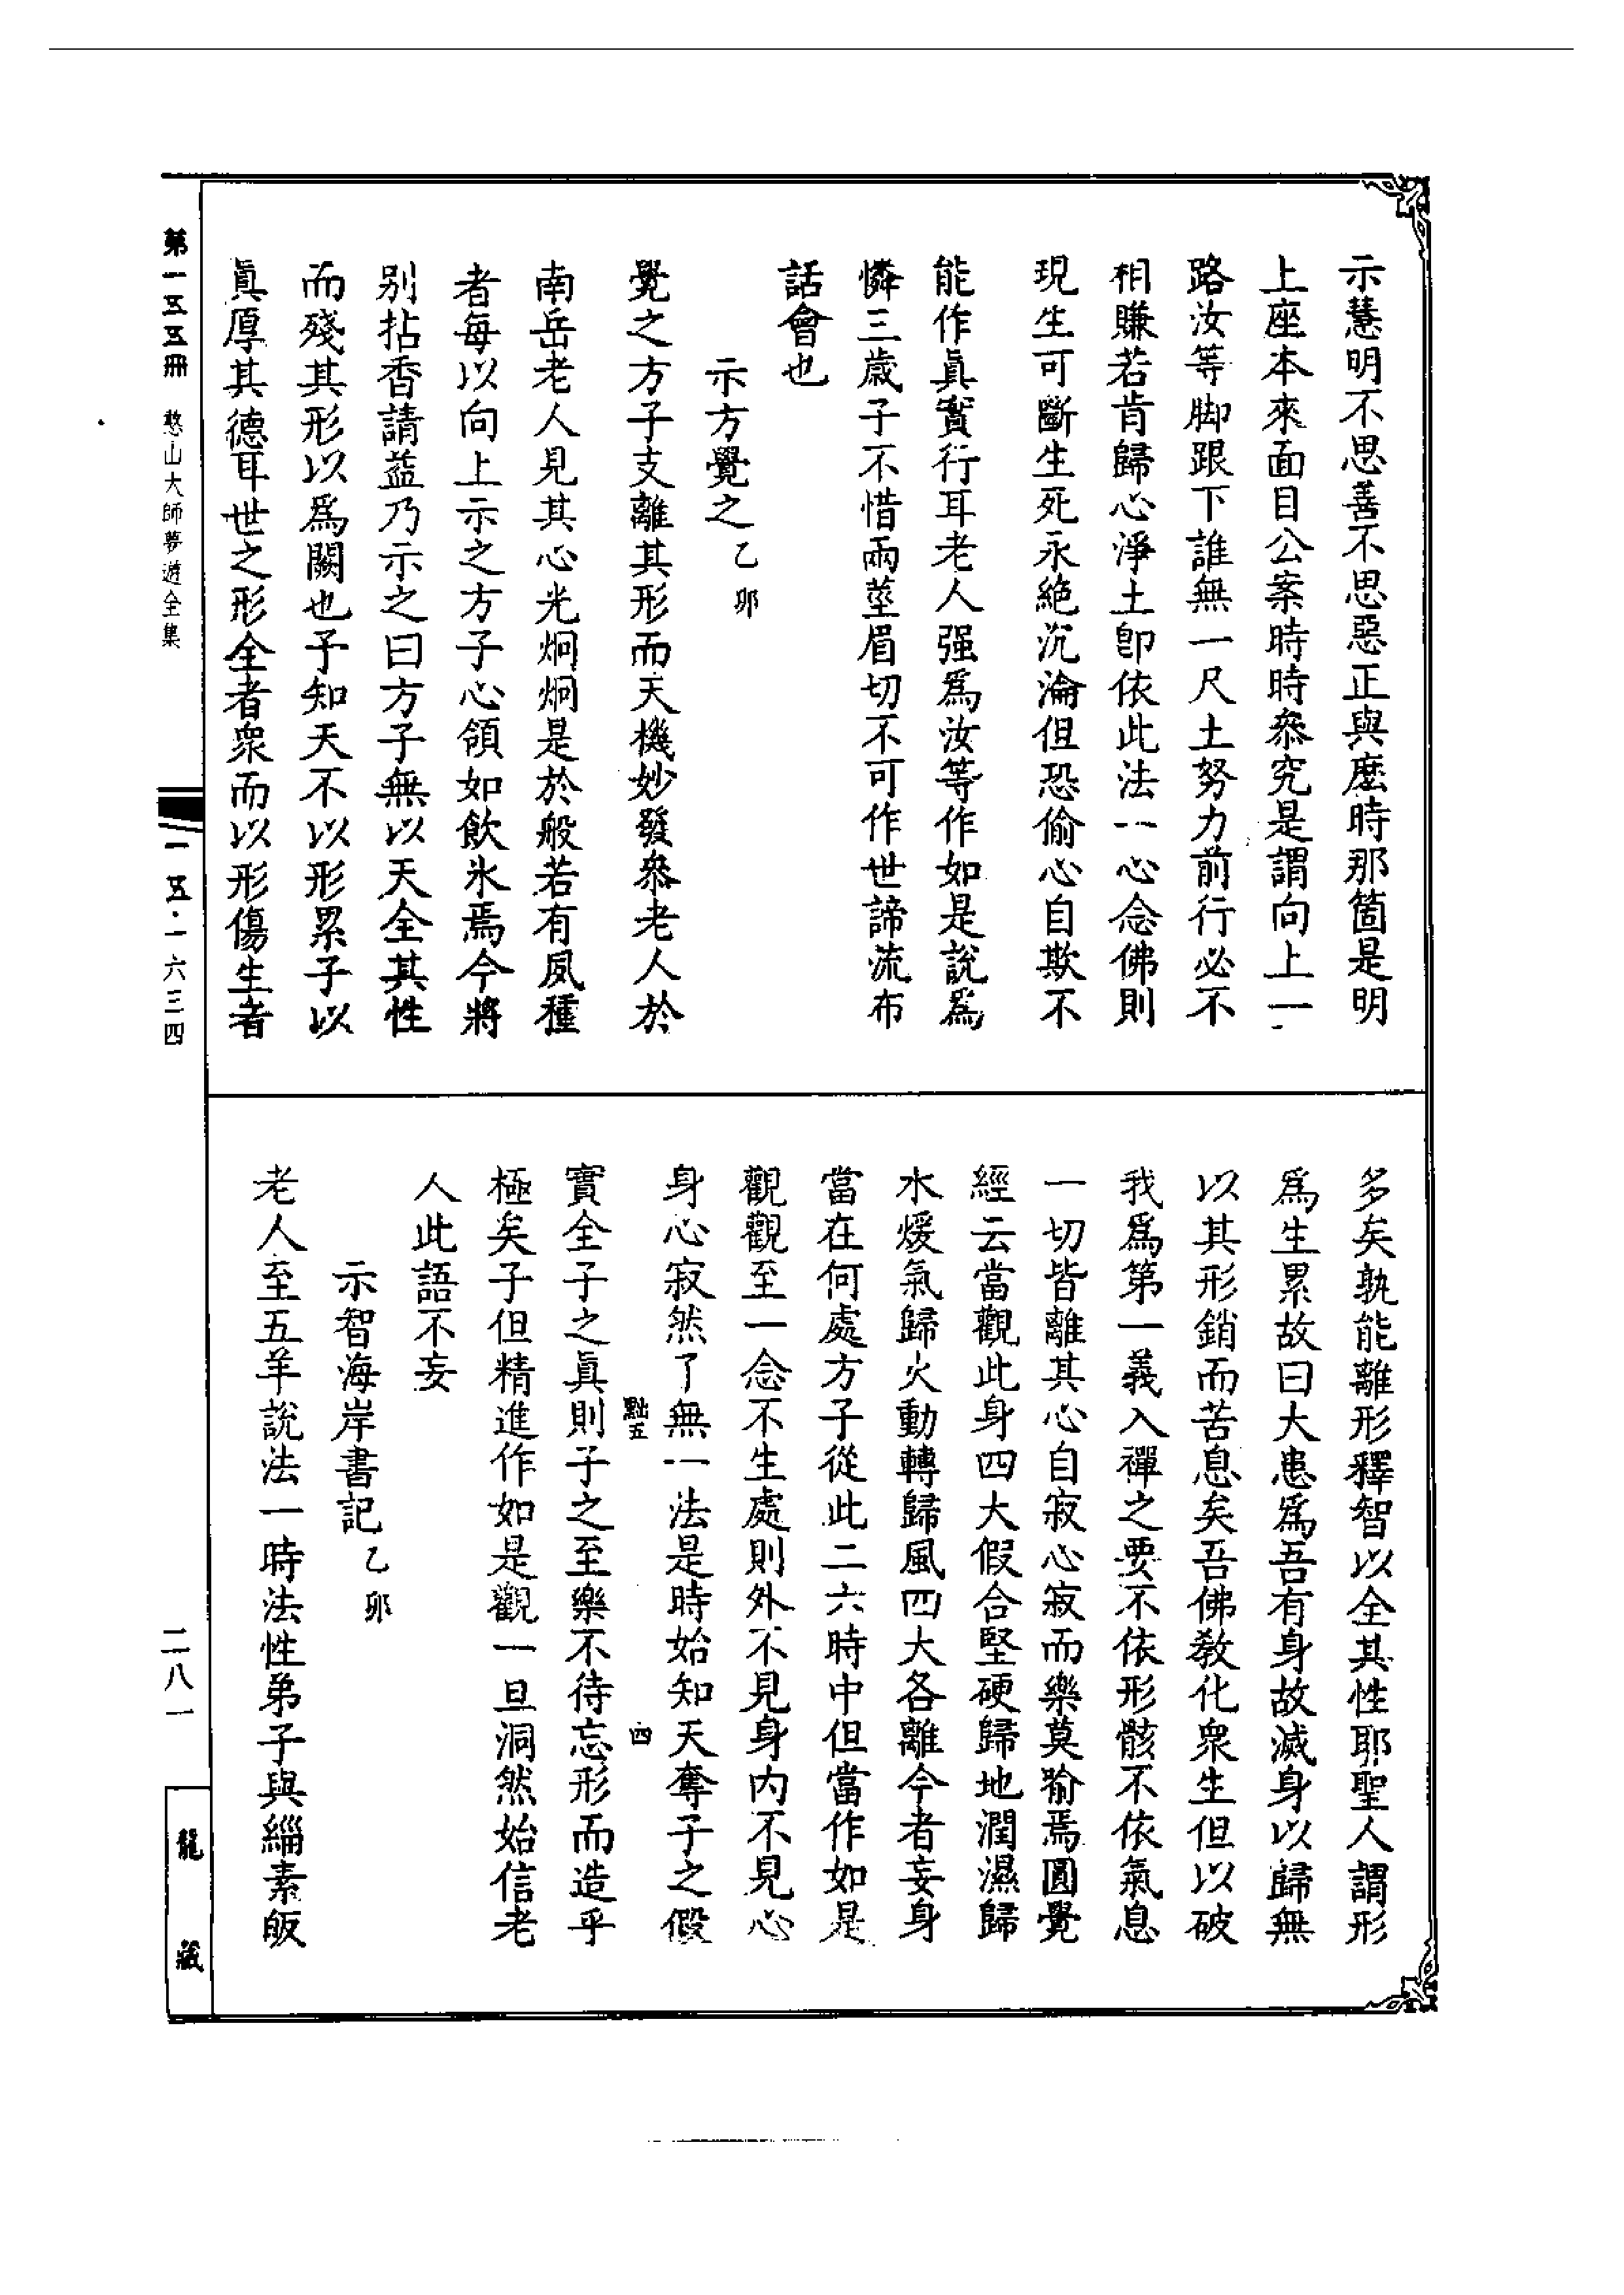 示慧明不思善不思惡正與麼時那箇是明
上座本來面目公案時時叅究是謂向上一
路汝等脚跟下誰無一尺土努力前行必不
相賺若肯歸心淨土卽依此法一心念佛則
現生可斷生死永絕沉淪但恐偷心自欺不
能作眞實行耳老人强爲汝等作如是說爲
憐三歲子不惜兩莖眉切不可作世諦流布
話會也
示方覺之乙卯
覺之方子支離其形而天機妙發叅老人於
南岳老人見其心光炯炯是於般若有夙種
者每以向上示之方子心領如飲氷焉今將
别拈香請益乃示之曰方子無以天全其性
而殘其形以爲闕也予知天不以形累子以
眞厚其德耳世之形全者衆而以形傷生者
多矣孰能離形釋智以全其性耶聖人謂形
爲生累故曰大患爲吾有身故滅身以歸無
以其形銷而苦息矣吾佛敎化衆生但以破
我爲第一義入禪之要不依形骸不依氣息
一切皆離其心自寂心寂而樂莫踰焉圓覺
經云當觀此身四大假合堅硬歸地潤濕歸
水煖氣歸火動轉歸風四大各離今者妄身
當在何處方子從此二六時中但當作如是
觀觀至一念不生處則外不見身内不見心
身心寂然了無一法是時始知天奪子之假
黜五 四
實全子之眞則子之至樂不待忘形而造乎
極矣子但精進作如是觀一旦洞然始信老
人此語不妄
示智海岸書記乙卯
老人至五羊說法一時法性弟子與緇素皈
第一五五冊 憨山大師夢遊全集 一五·一六三四 二八一 龍藏